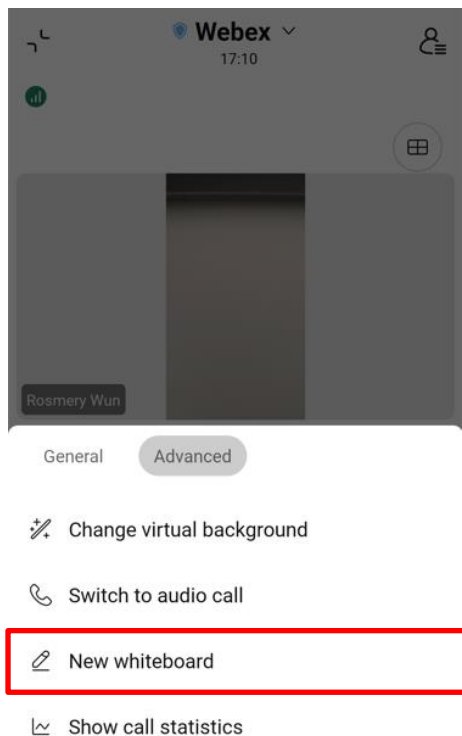 Webex
17:10
Rosmery Wun
General Advanced
Change virtual background
Switch to audio call
New whiteboard
Show call statistics